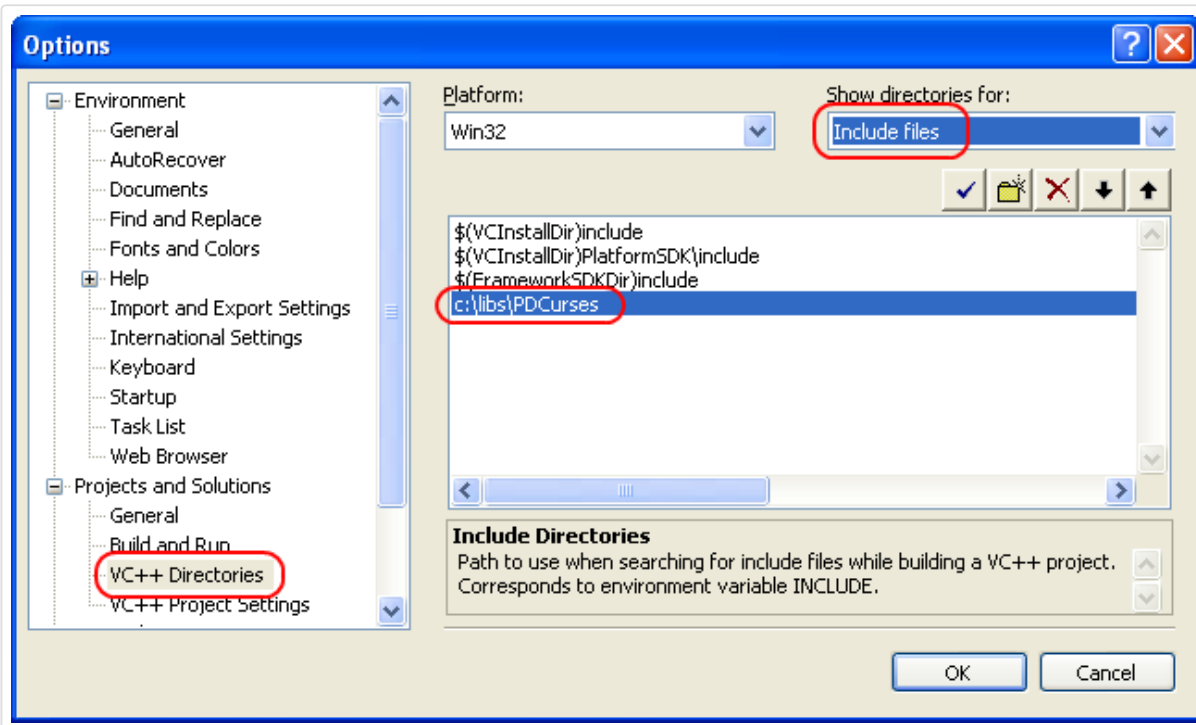 Options
Environment
General
AutoRecover
Documents
Find and Replace
Fonts and Colors
Help
Import and Export Settings
International Settings
Keyboard
Startup
Task List
Web Browser
Projects and Solutions
General
Build and Run
VC++ Directories
VC++ Project Settings
Platform:
Win32
Show directories for:
Include files
$(VCInstallDir)include
$(VCInstallDir)PlatformSDK\include
$(FrameworkSDKDir)include
c:\libs\PDCurses
Include Directories
Path to use when searching for include files while building a VC++ project.
Corresponds to environment variable INCLUDE.
OK
Cancel